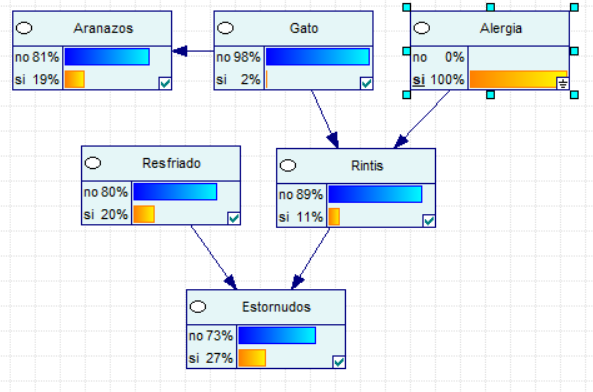 Aranazos
no 81%
si 19%
Gato
no 98%
si 2%
Alergia
no 0%
si 100%
Resfriado
no 80%
si 20%
Rintis
no 89%
si 11%
Estornudos
no 73%
si 27%